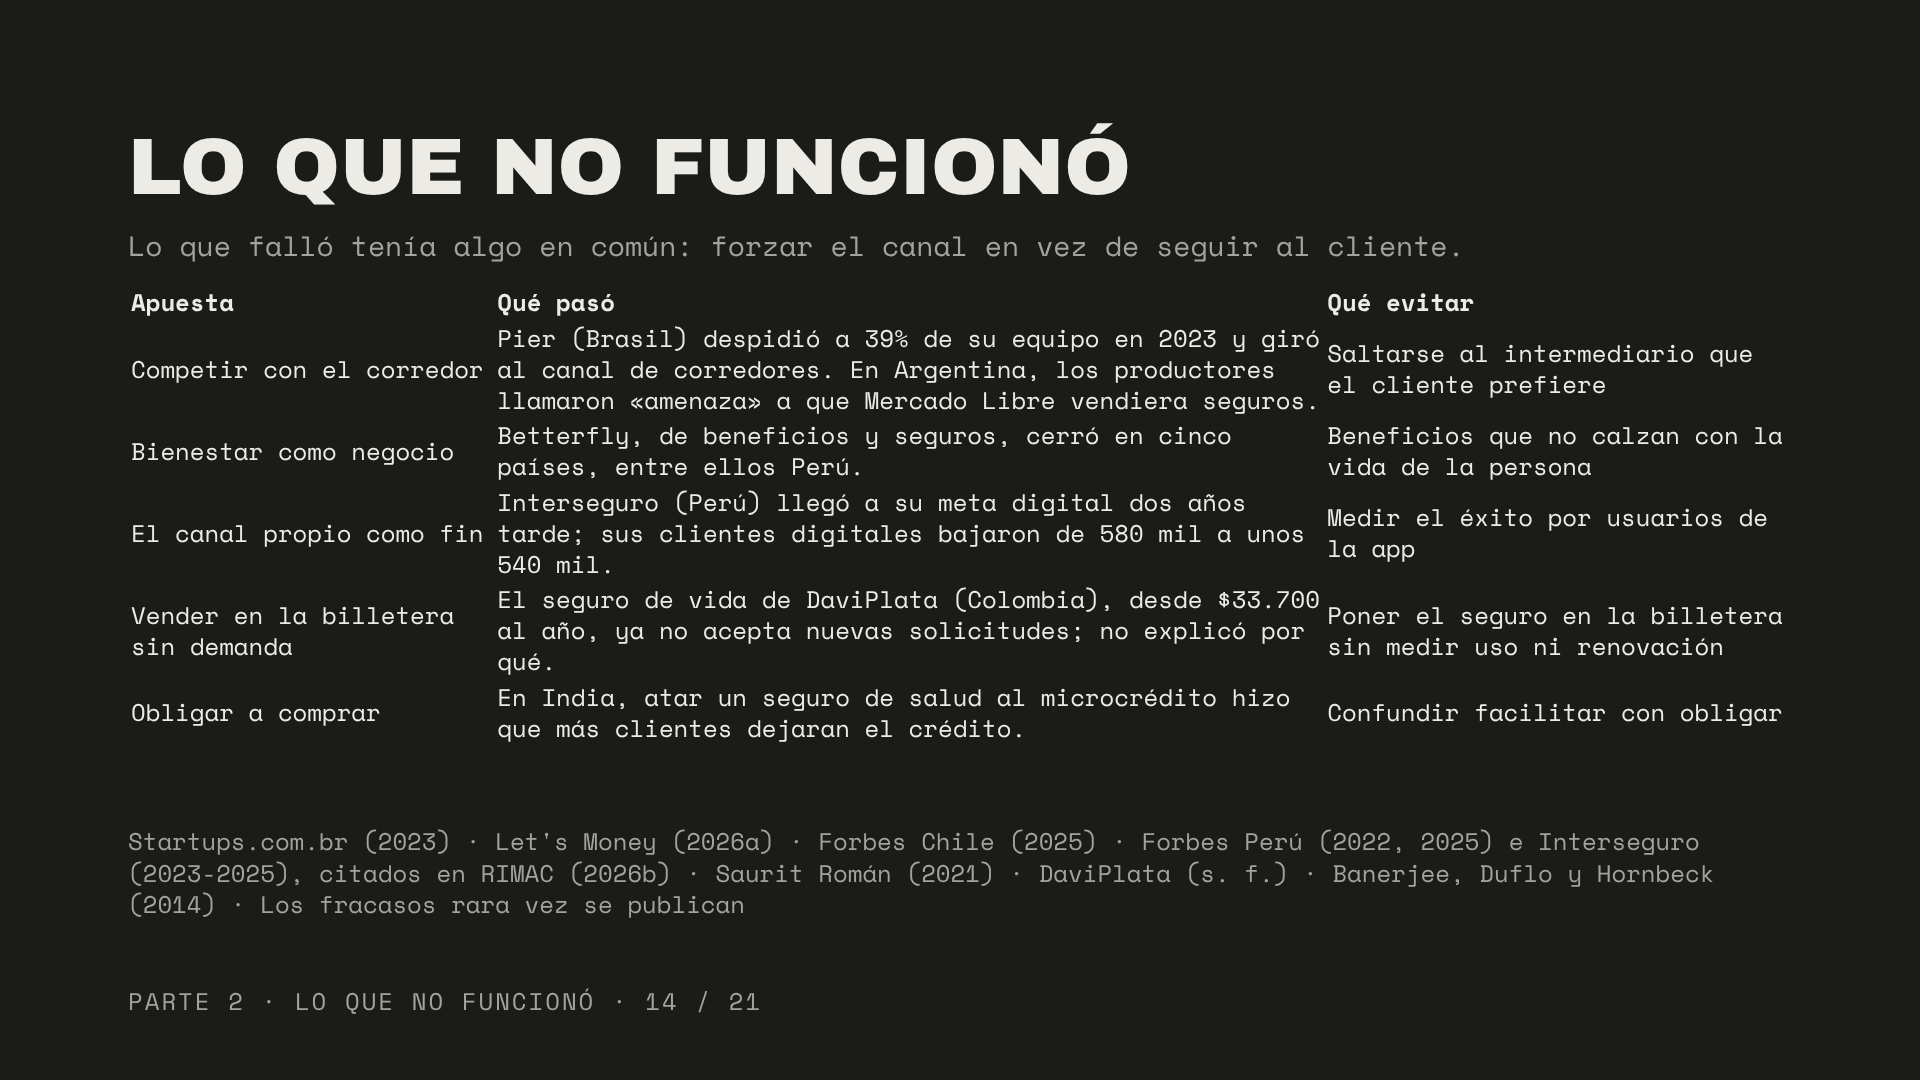 LO QUE NO FUNCIONÓ
Lo que falló tenía algo en común: forzar el canal en vez de seguir al cliente.
Apuesta
Qué pasó
Qué evitar
Competir con el corredor
Pier (Brasil) despidió a 39% de su equipo en 2023 y giró
al canal de corredores. En Argentina, los productores
llamaron «amenaza» a que Mercado Libre vendiera seguros.
Saltarse al intermediario que
el cliente prefiere
Bienestar como negocio
Betterfly, de beneficios y seguros, cerró en cinco
países, entre ellos Perú.
Beneficios que no calzan con la
vida de la persona
El canal propio como fin
Interseguro (Perú) llegó a su meta digital dos años
tarde; sus clientes digitales bajaron de 580 mil a unos
540 mil.
Medir el éxito por usuarios de
la app
Vender en la billetera
sin demanda
El seguro de vida de DaviPlata (Colombia), desde $33.700
al año, ya no acepta nuevas solicitudes; no explicó por
qué.
Poner el seguro en la billetera
sin medir uso ni renovación
Obligar a comprar
En India, atar un seguro de salud al microcrédito hizo
que más clientes dejaran el crédito.
Confundir facilitar con obligar
Startups.com.br (2023) · Let's Money (2026a) · Forbes Chile (2025) · Forbes Perú (2022, 2025) e Interseguro
(2023-2025), citados en RIMAC (2026b) · Saurit Román (2021) · DaviPlata (s. f.) · Banerjee, Duflo y Hornbeck
(2014) · Los fracasos rara vez se publican
PARTE 2 · LO QUE NO FUNCIONÓ · 14 / 21